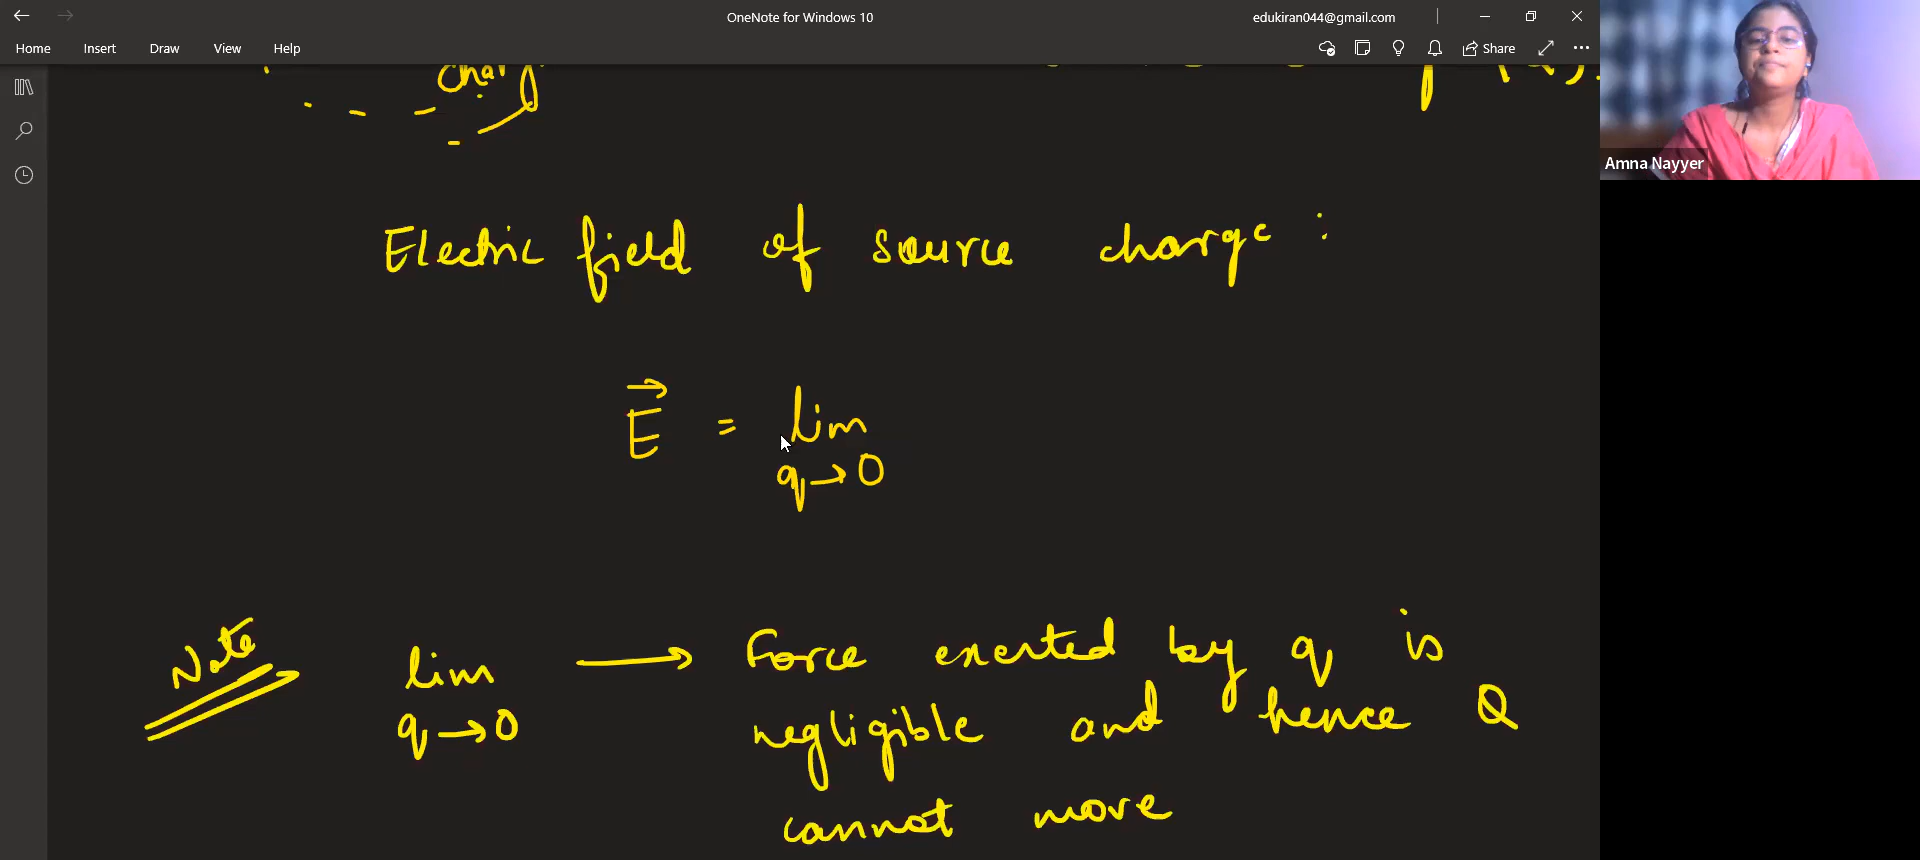 OneNote for Windows 10
edukiran044@gmail.com
Home Insert Draw View Help
Share
Amna Nayyer
Electric field of source charge :
E = lim
q→0
Note
lim → Force exerted by q is
q→0 negligible and hence Q
cannot move